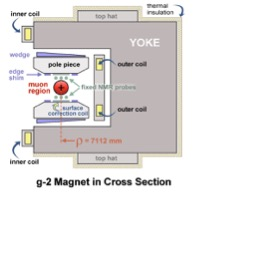 thermal
insulation
inner coil
top hat
YOKE
wedge
pole piece
outer coil
edge
shim
muon
region
fixed NMR probes
surface
correction coil
outer coil
ρ = 7112 mm
inner coil
top hat
g-2 Magnet in Cross Section